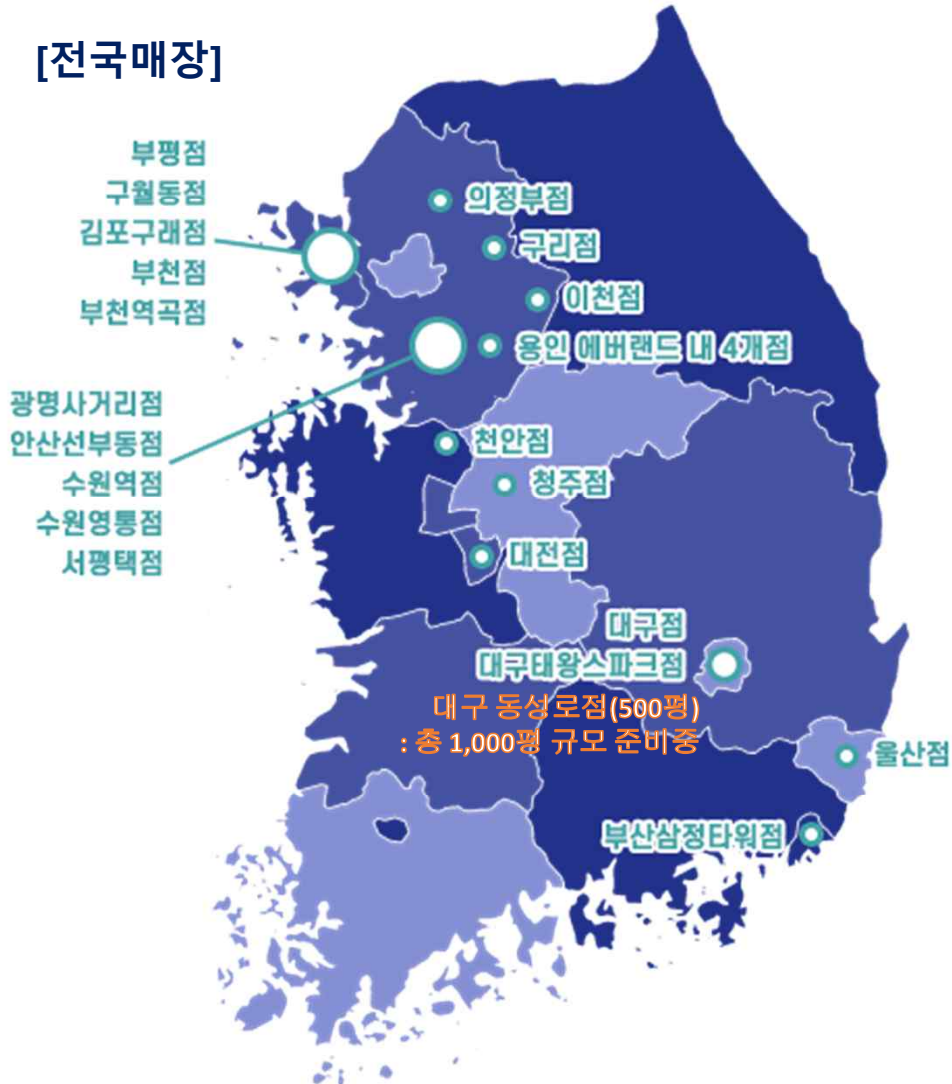 [전국매장]
부평점
구월동점
김포구래점
부천점
부천역곡점
의정부점
구리점
이천점
용인 에버랜드 내 4개점
광명사거리점
안산선부동점
수원역점
수원영통점
서평택점
천안점
청주점
대전점
대구점
대구태왕스파크점
대구 동성로점(500평)
: 총 1,000평 규모 준비중
울산점
부산삼정타워점